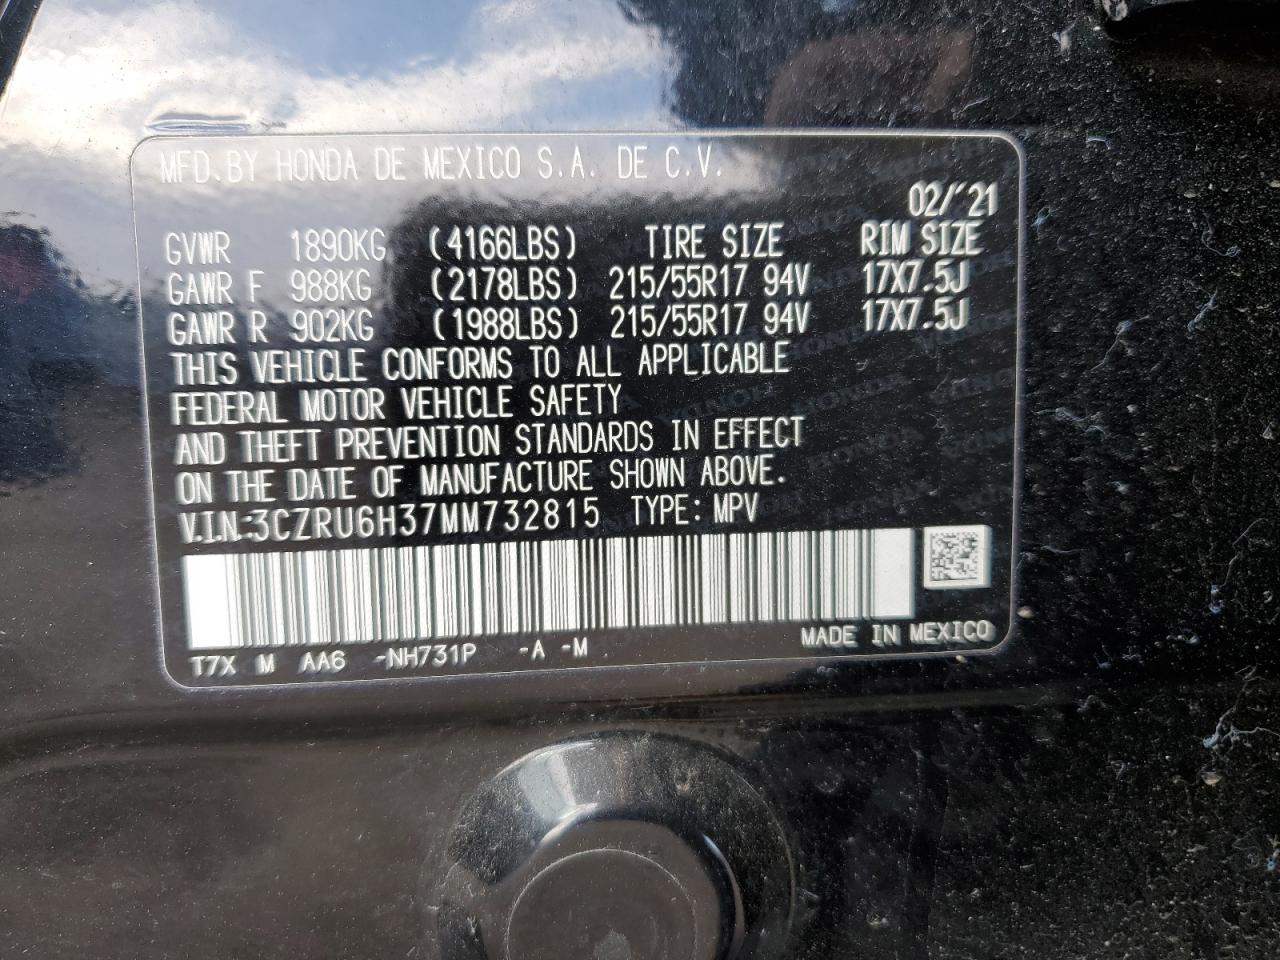 MFD. BY HONDA DE MEXICO S.A. DE C.V.
02/'21
GVWR 1890KG (4166LBS) TIRE SIZE RIM SIZE
GAWR F 988KG (2178LBS) 215/55R17 94V 17X7.5J
GAWR R 902KG (1988LBS) 215/55R17 94V 17X7.5J
THIS VEHICLE CONFORMS TO ALL APPLICABLE
FEDERAL MOTOR VEHICLE SAFETY
AND THEFT PREVENTION STANDARDS IN EFFECT
ON THE DATE OF MANUFACTURE SHOWN ABOVE.
V.I.N.:3CZRU6H37MM732815 TYPE: MPV
MADE IN MEXICO
T7X M AA6 -NH731P -A -M